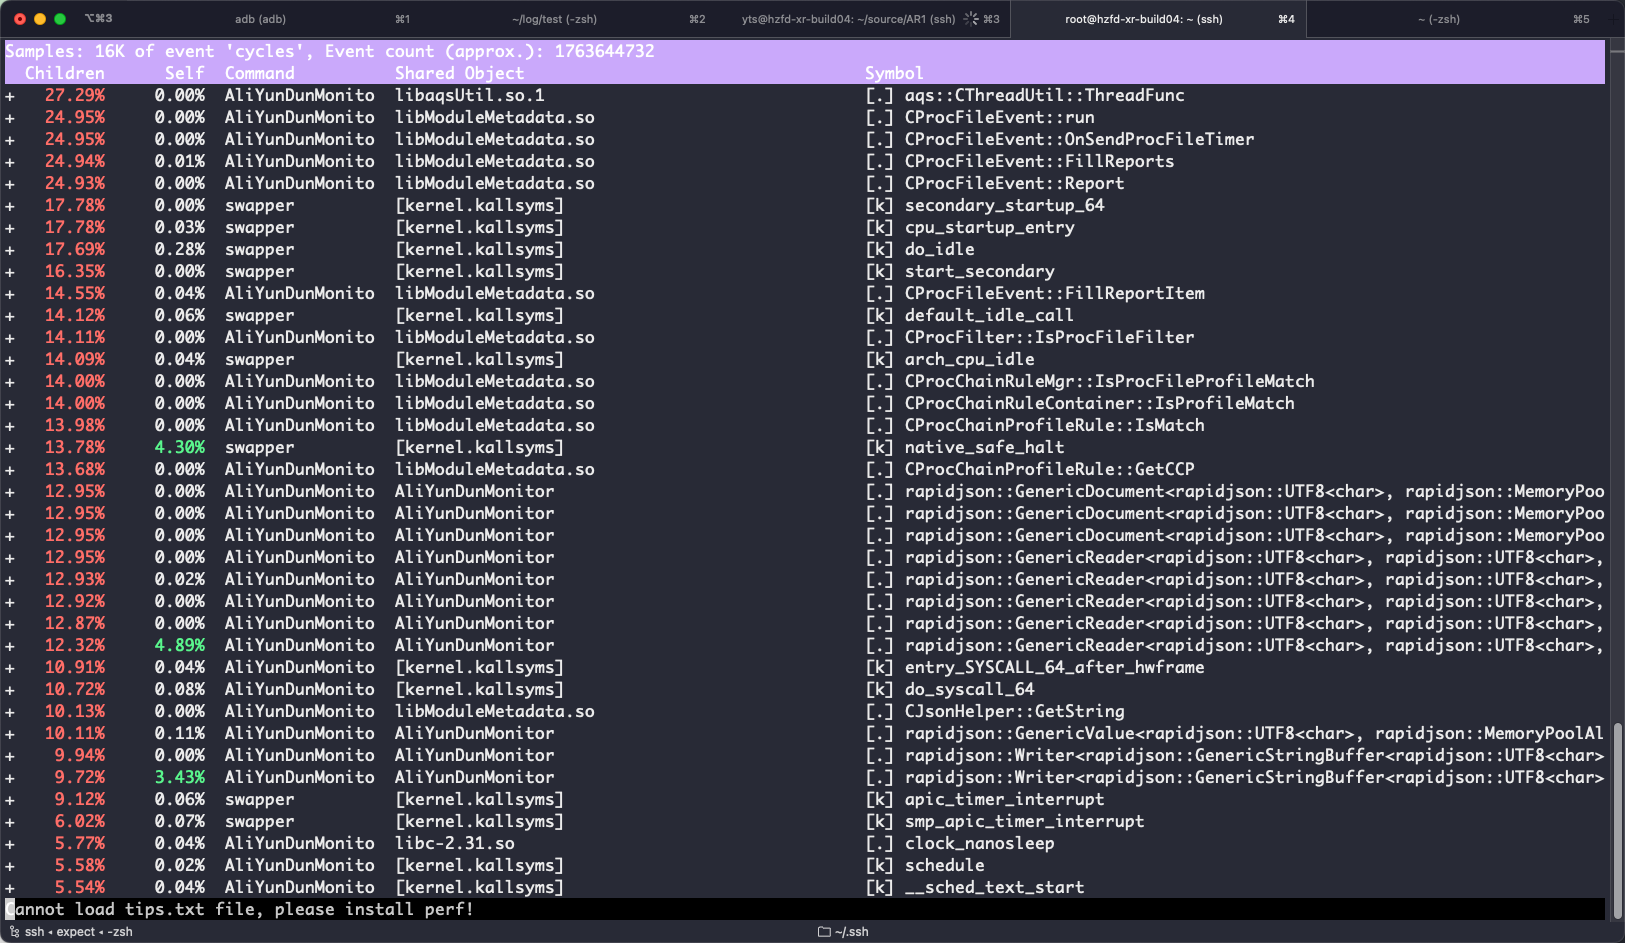 ⌥⌘3 adb (adb) ⌘1 ~/log/test (-zsh) ⌘2 yts@hzfd-xr-build04: ~/source/AR1 (ssh) ⌘3 root@hzfd-xr-build04: ~ (ssh) ⌘4 ~ (-zsh) ⌘5
Samples: 16K of event 'cycles', Event count (approx.): 1763644732
Children Self Command Shared Object Symbol
+ 27.29% 0.00% AliYunDunMonito libaqsUtil.so.1 [.] aqs::CThreadUtil::ThreadFunc
+ 24.95% 0.00% AliYunDunMonito libModuleMetadata.so [.] CProcFileEvent::run
+ 24.95% 0.00% AliYunDunMonito libModuleMetadata.so [.] CProcFileEvent::OnSendProcFileTimer
+ 24.94% 0.01% AliYunDunMonito libModuleMetadata.so [.] CProcFileEvent::FillReports
+ 24.93% 0.00% AliYunDunMonito libModuleMetadata.so [.] CProcFileEvent::Report
+ 17.78% 0.00% swapper [kernel.kallsyms] [k] secondary_startup_64
+ 17.78% 0.03% swapper [kernel.kallsyms] [k] cpu_startup_entry
+ 17.69% 0.28% swapper [kernel.kallsyms] [k] do_idle
+ 16.35% 0.00% swapper [kernel.kallsyms] [k] start_secondary
+ 14.55% 0.04% AliYunDunMonito libModuleMetadata.so [.] CProcFileEvent::FillReportItem
+ 14.12% 0.06% swapper [kernel.kallsyms] [k] default_idle_call
+ 14.11% 0.00% AliYunDunMonito libModuleMetadata.so [.] CProcFilter::IsProcFileFilter
+ 14.09% 0.04% swapper [kernel.kallsyms] [k] arch_cpu_idle
+ 14.00% 0.00% AliYunDunMonito libModuleMetadata.so [.] CProcChainRuleMgr::IsProcFileProfileMatch
+ 14.00% 0.00% AliYunDunMonito libModuleMetadata.so [.] CProcChainRuleContainer::IsProfileMatch
+ 13.98% 0.00% AliYunDunMonito libModuleMetadata.so [.] CProcChainProfileRule::IsMatch
+ 13.78% 4.30% swapper [kernel.kallsyms] [k] native_safe_halt
+ 13.68% 0.00% AliYunDunMonito libModuleMetadata.so [.] CProcChainProfileRule::GetCCP
+ 12.95% 0.00% AliYunDunMonito AliYunDunMonitor [.] rapidjson::GenericDocument<rapidjson::UTF8<char>, rapidjson::MemoryPoo
+ 12.95% 0.00% AliYunDunMonito AliYunDunMonitor [.] rapidjson::GenericDocument<rapidjson::UTF8<char>, rapidjson::MemoryPoo
+ 12.95% 0.00% AliYunDunMonito AliYunDunMonitor [.] rapidjson::GenericDocument<rapidjson::UTF8<char>, rapidjson::MemoryPoo
+ 12.95% 0.00% AliYunDunMonito AliYunDunMonitor [.] rapidjson::GenericReader<rapidjson::UTF8<char>, rapidjson::UTF8<char>,
+ 12.93% 0.02% AliYunDunMonito AliYunDunMonitor [.] rapidjson::GenericReader<rapidjson::UTF8<char>, rapidjson::UTF8<char>,
+ 12.92% 0.00% AliYunDunMonito AliYunDunMonitor [.] rapidjson::GenericReader<rapidjson::UTF8<char>, rapidjson::UTF8<char>,
+ 12.87% 0.00% AliYunDunMonito AliYunDunMonitor [.] rapidjson::GenericReader<rapidjson::UTF8<char>, rapidjson::UTF8<char>,
+ 12.32% 4.89% AliYunDunMonito AliYunDunMonitor [.] rapidjson::GenericReader<rapidjson::UTF8<char>, rapidjson::UTF8<char>,
+ 10.91% 0.04% AliYunDunMonito [kernel.kallsyms] [k] entry_SYSCALL_64_after_hwframe
+ 10.72% 0.08% AliYunDunMonito [kernel.kallsyms] [k] do_syscall_64
+ 10.13% 0.00% AliYunDunMonito libModuleMetadata.so [.] CJsonHelper::GetString
+ 10.11% 0.11% AliYunDunMonito AliYunDunMonitor [.] rapidjson::GenericValue<rapidjson::UTF8<char>, rapidjson::MemoryPoolAl
+ 9.94% 0.00% AliYunDunMonito AliYunDunMonitor [.] rapidjson::Writer<rapidjson::GenericStringBuffer<rapidjson::UTF8<char>
+ 9.72% 3.43% AliYunDunMonito AliYunDunMonitor [.] rapidjson::Writer<rapidjson::GenericStringBuffer<rapidjson::UTF8<char>
+ 9.12% 0.06% swapper [kernel.kallsyms] [k] apic_timer_interrupt
+ 6.02% 0.07% swapper [kernel.kallsyms] [k] smp_apic_timer_interrupt
+ 5.77% 0.04% AliYunDunMonito libc-2.31.so [.] clock_nanosleep
+ 5.58% 0.02% AliYunDunMonito [kernel.kallsyms] [k] schedule
+ 5.54% 0.04% AliYunDunMonito [kernel.kallsyms] [k] __sched_text_start
Cannot load tips.txt file, please install perf!
ssh ◂ expect ◂ -zsh ~/.ssh